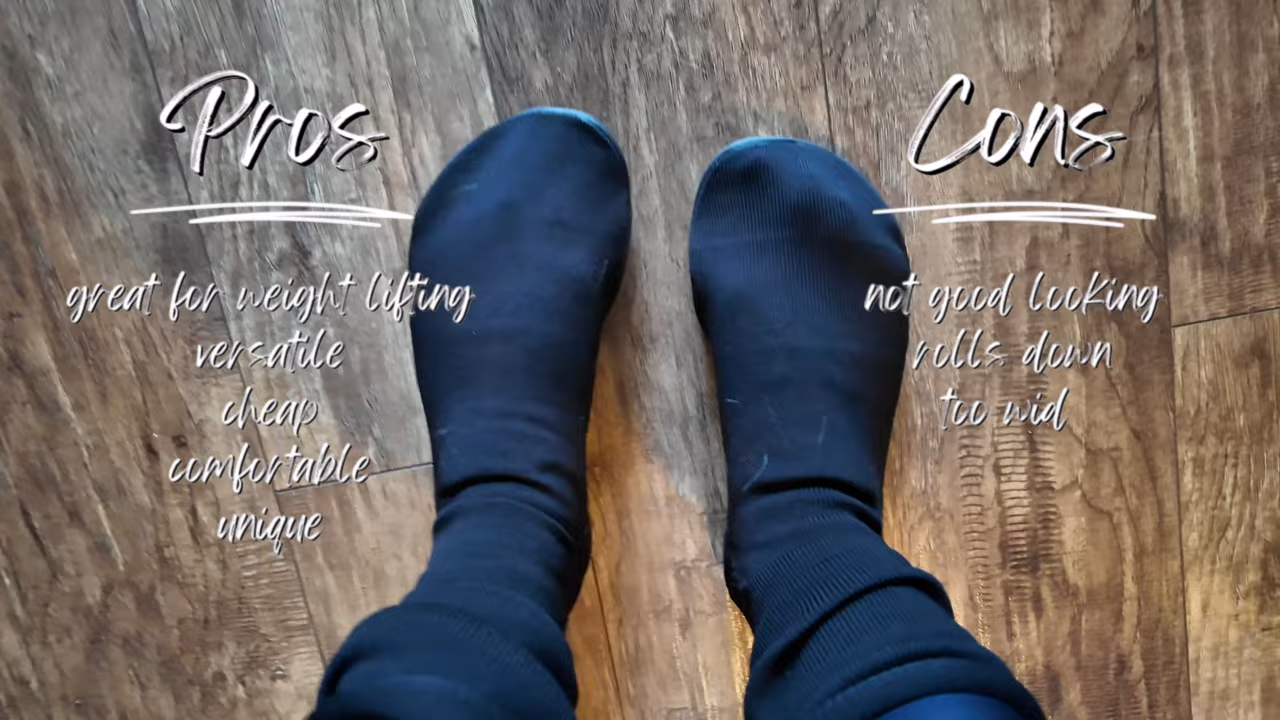 Pros
great for weight lifting
versatile
cheap
comfortable
unique
Cons
not good looking
rolls down
too wid